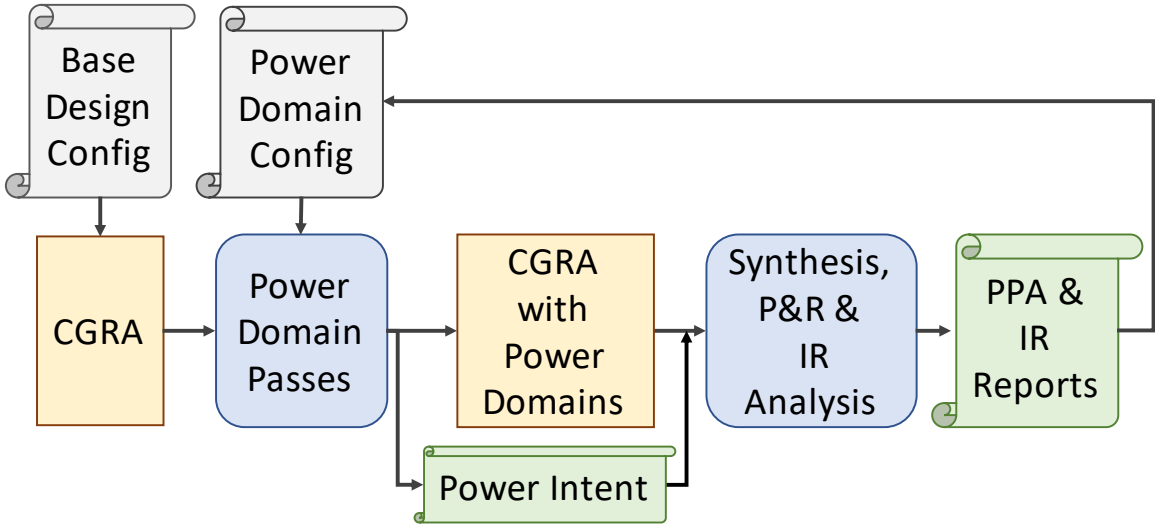 Base
Design
Config
Power
Domain
Config
CGRA
Power
Domain
Passes
CGRA
with
Power
Domains
Synthesis,
P&R &
IR
Analysis
PPA &
IR
Reports
Power Intent